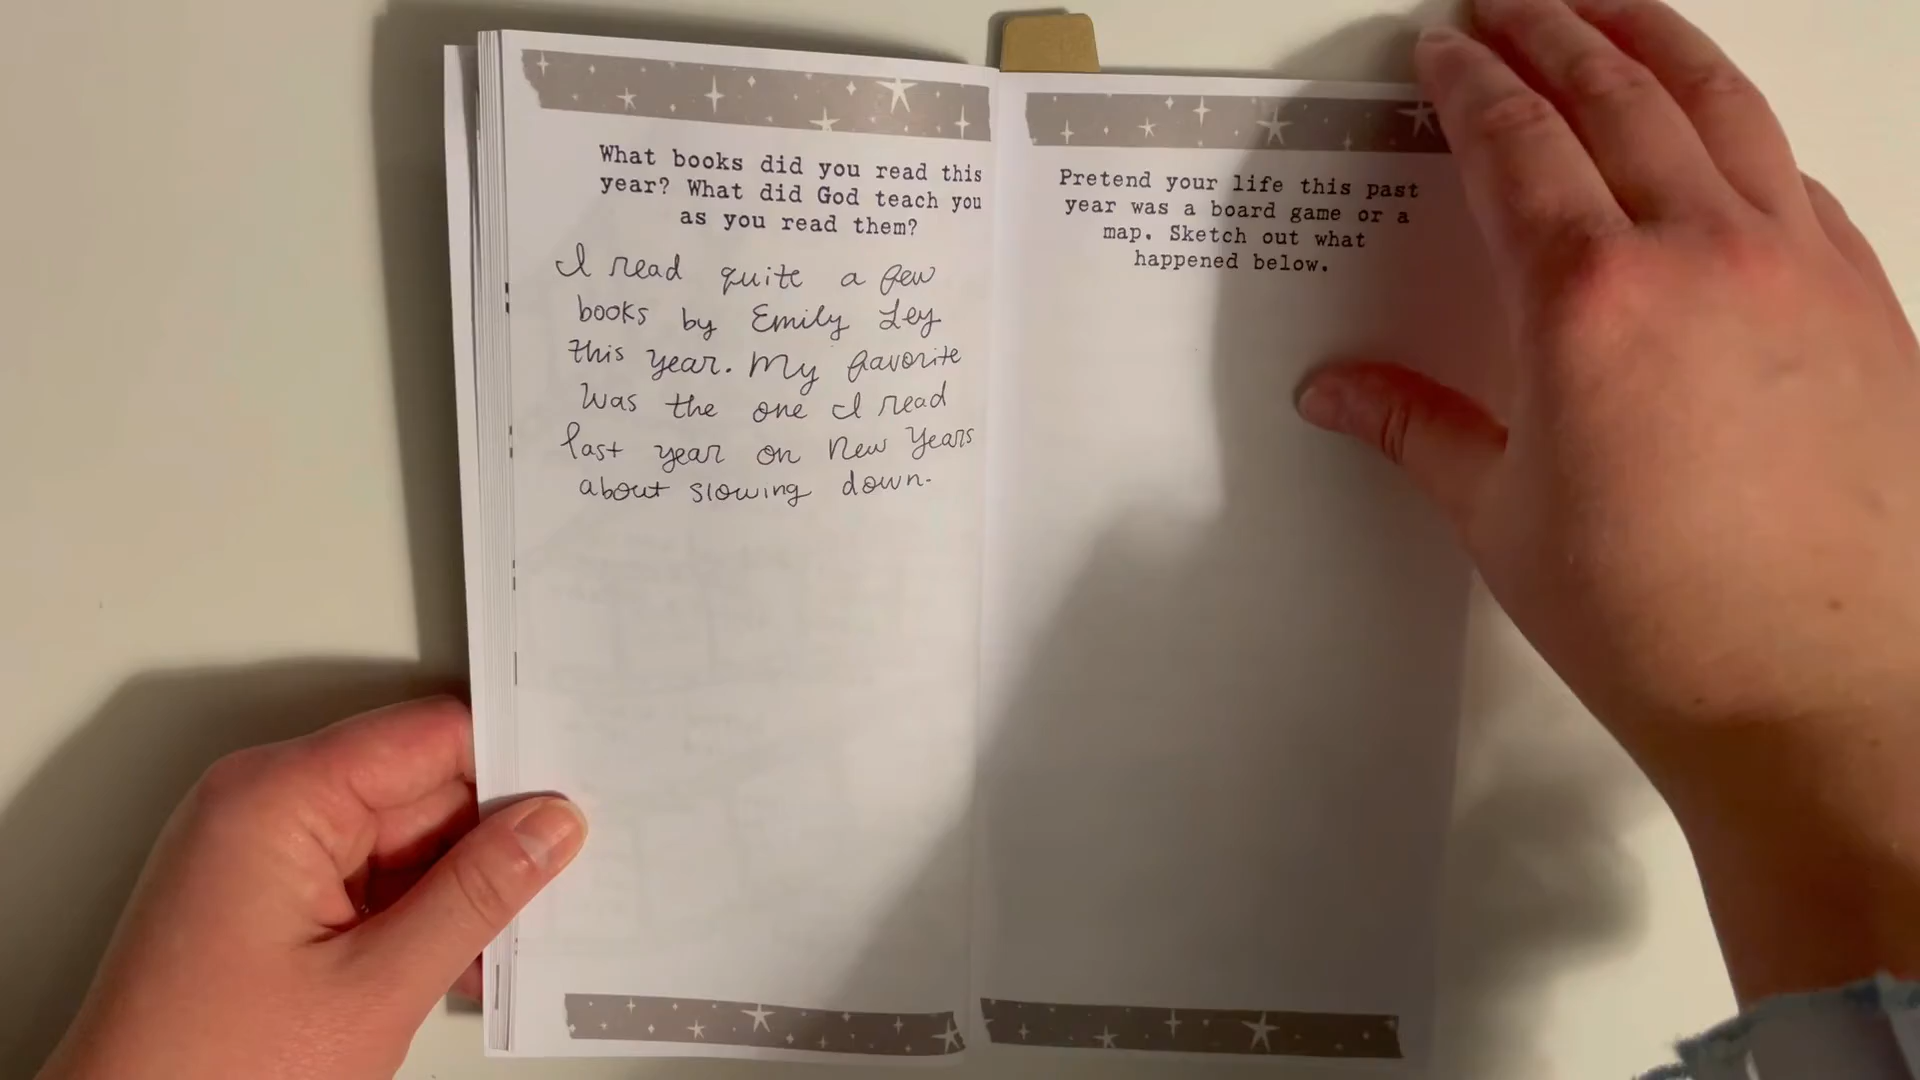 What books did you read this
year? What did God teach you
as you read them?
I read quite a few
books by Emily Ley
this year. My favorite
was the one I read
last year on New Years
about slowing down.
Pretend your life this past
year was a board game or a
map. Sketch out what
happened below.